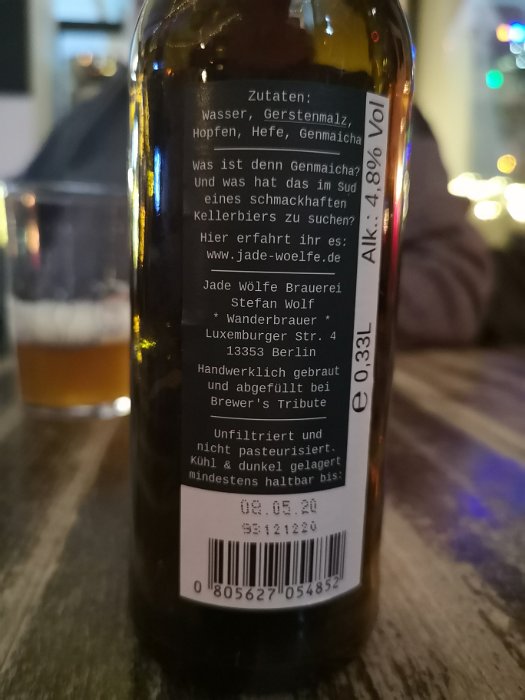 Zutaten:
Wasser, Gerstenmalz,
Hopfen, Hefe, Genmaicha
Was ist denn Genmaicha?
Und was hat das im Sud
eines schmackhaften
Kellerbiers zu suchen?
Hier erfahrt ihr es:
www.jade-woelfe.de
Jade Wölfe Brauerei
Stefan Wolf
* Wanderbrauer *
Luxemburger Str. 4
13353 Berlin
Handwerklich gebraut
und abgefüllt bei
Brewer's Tribute
Unfiltriert und
nicht pasteurisiert.
Kühl & dunkel gelagert
mindestens haltbar bis:
08.05.20
93121220
0 805627 054852
e 0,33L Alk.: 4,8% Vol